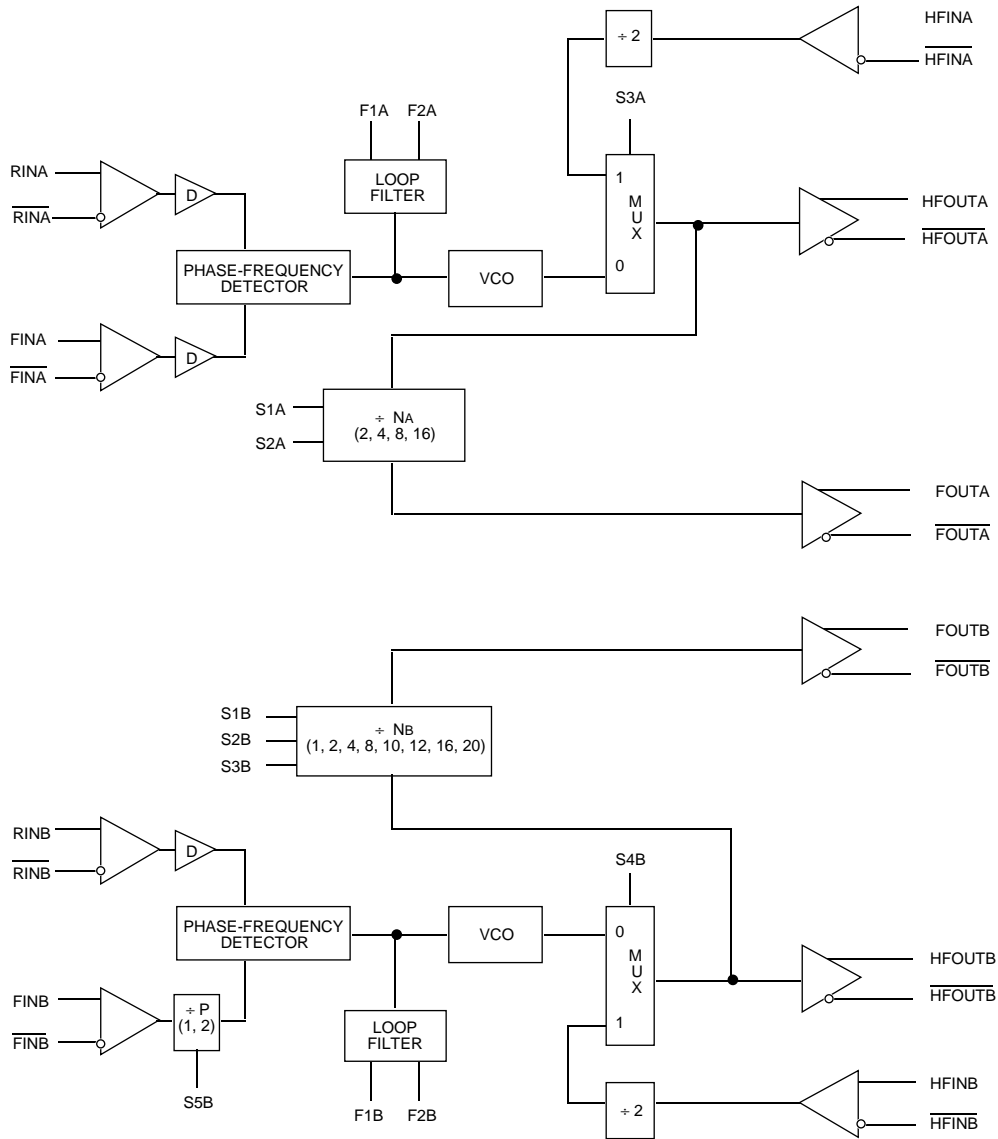 HFINA
÷ 2
HFINA
S3A
F1A F2A
RINA
LOOP
FILTER
1
D
MUX
HFOUTA
RINA
HFOUTA
PHASE-FREQUENCY
DETECTOR
VCO
0
FINA
D
FINA
S1A
÷ NA
(2, 4, 8, 16)
S2A
FOUTA
FOUTA
FOUTB
FOUTB
S1B
÷ NB
(1, 2, 4, 8, 10, 12, 16, 20)
S2B
S3B
RINB
D
RINB
S4B
PHASE-FREQUENCY
DETECTOR
VCO
0
MUX
HFOUTB
HFOUTB
FINB
÷ P
(1, 2)
FINB
LOOP
FILTER
1
HFINB
S5B
F1B F2B
÷ 2
HFINB